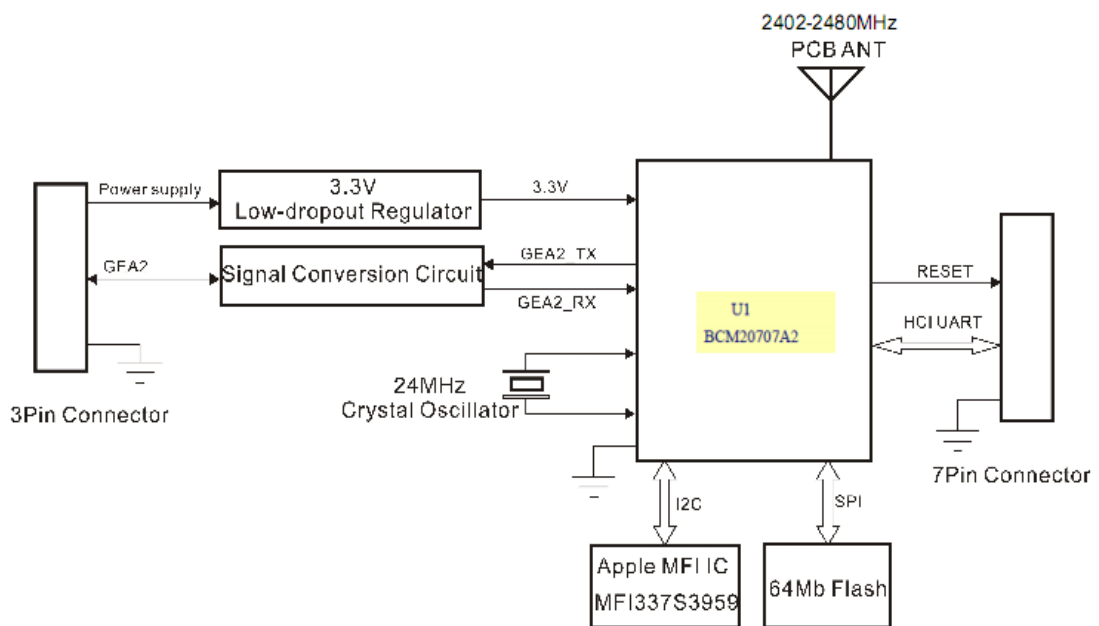 2402-2480MHz
PCB ANT
Power supply
3.3V
Low-dropout Regulator
3.3V
GEA2
Signal Conversion Circuit
GEA2_TX
GEA2_RX
U1
BCM20707A2
RESET
HCI UART
24MHz
Crystal Oscillator
3Pin Connector
7Pin Connector
I2C
SPI
Apple MFI IC
MFI337S3959
64Mb Flash